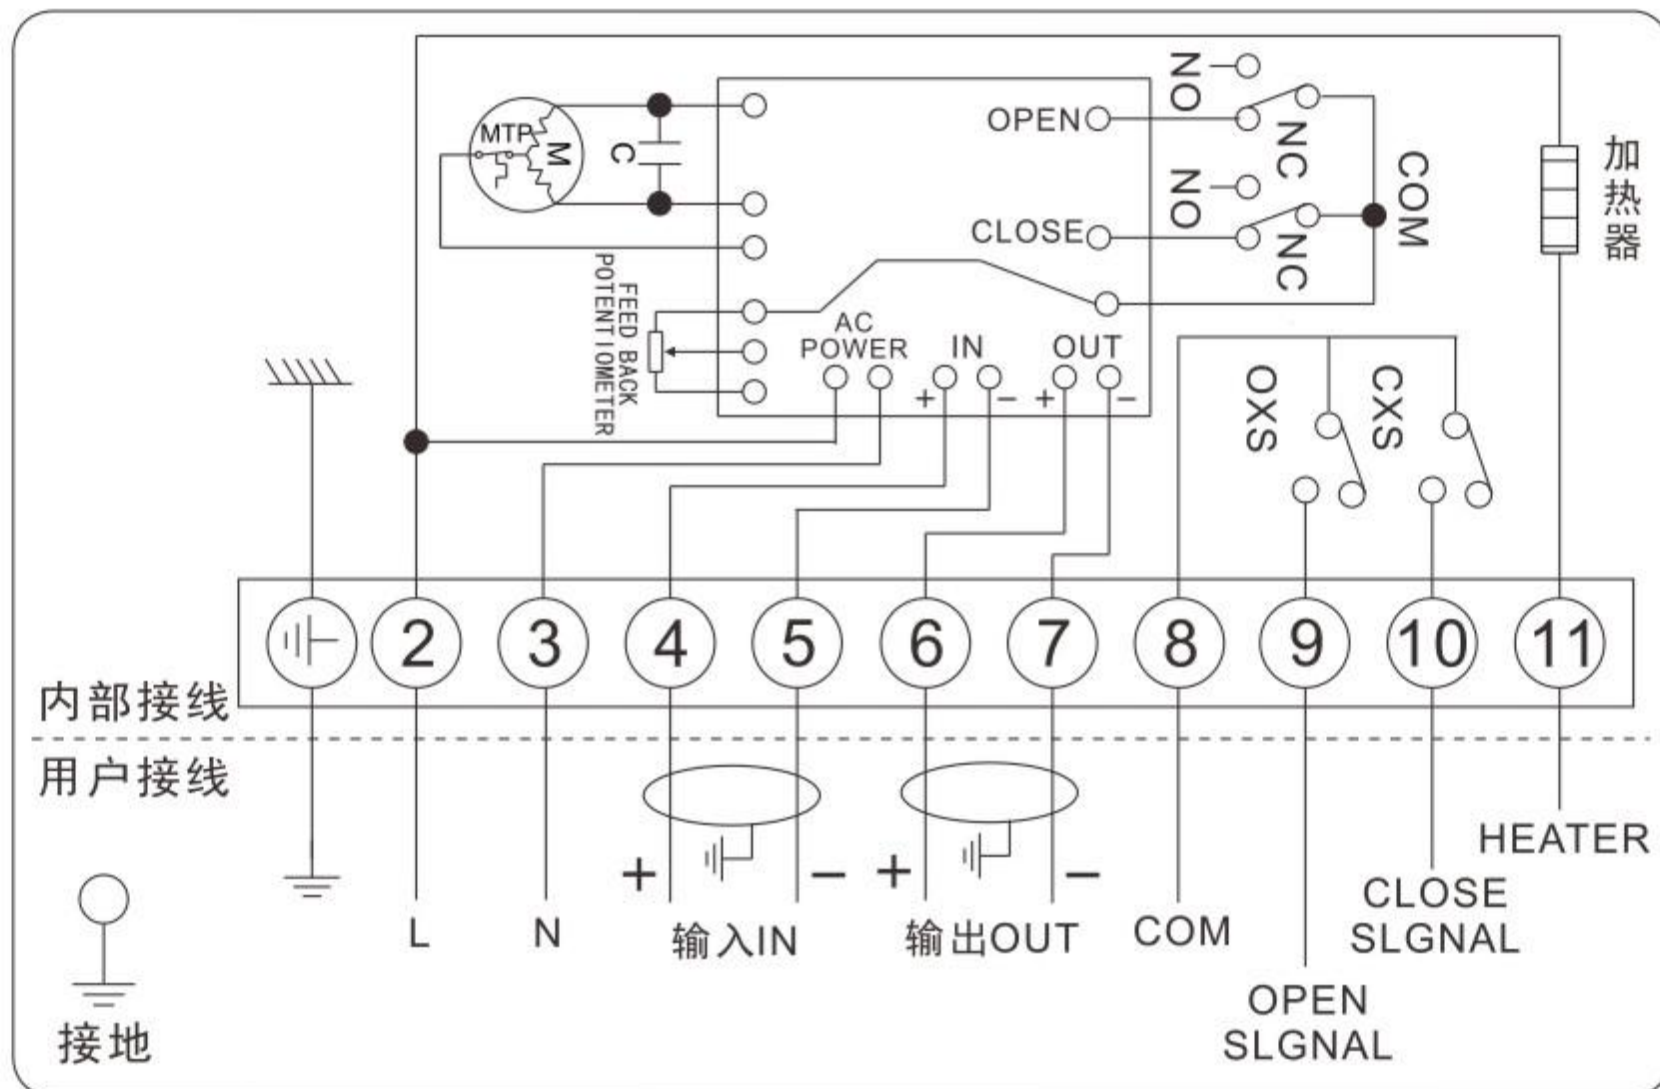 NO
OPEN
NC
MTP
M
C
COM
加热器
NO
CLOSE
NC
FEED BACK
POTENTIOMETER
AC
POWER
IN
OUT
+
−
+
−
OXS
CXS
2
3
4
5
6
7
8
9
10
11
内部接线
用户接线
+
−
+
−
HEATER
L
N
输入IN
输出OUT
COM
CLOSE
SLGNAL
OPEN
SLGNAL
接地